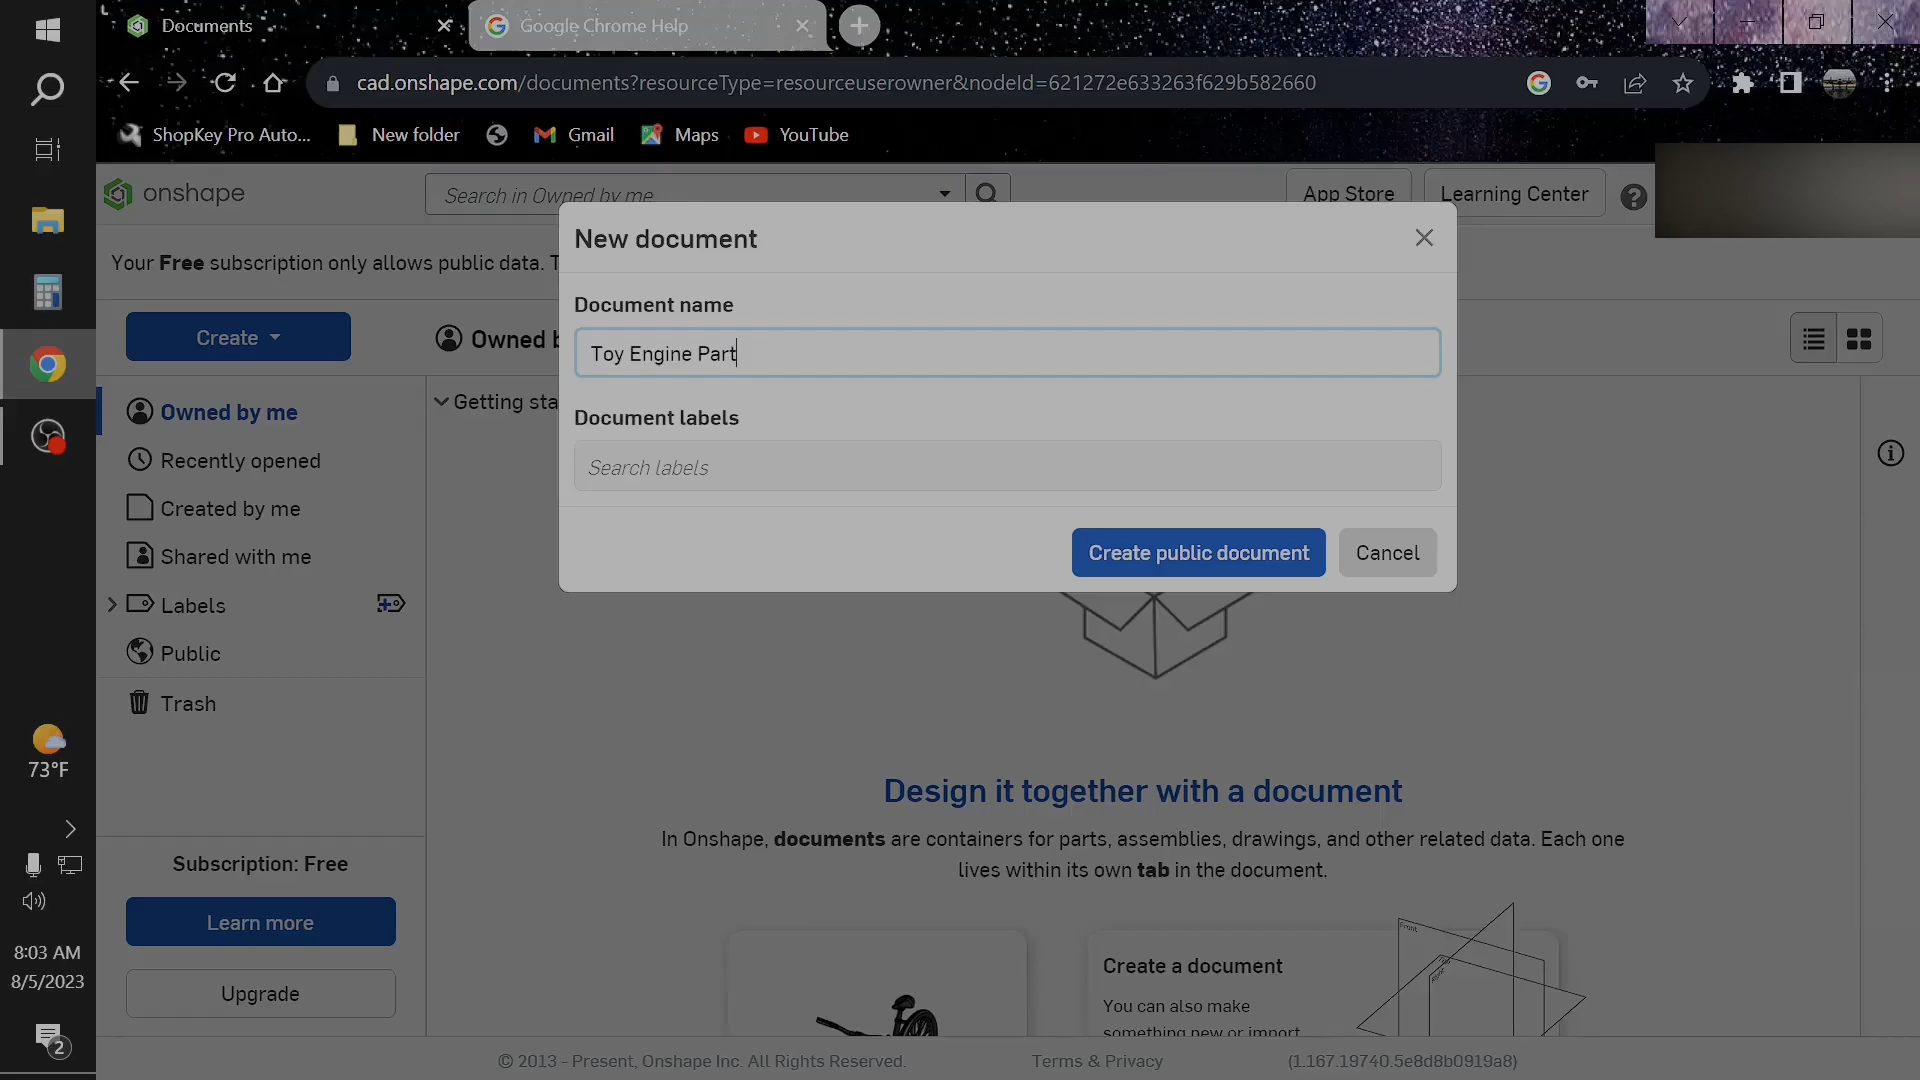 Documents
Google Chrome Help
cad.onshape.com/documents?resourceType=resourceuserowner&nodeId=621272e633263f629b582660
ShopKey Pro Auto...
New folder
Gmail
Maps
YouTube
onshape
Search in Owned by me
App Store
Learning Center
Your Free subscription only allows public data. T
New document
Document name
Toy Engine Part
Document labels
Search labels
Create public document
Cancel
Create
Owned b
Getting sta
Owned by me
Recently opened
Created by me
Shared with me
Labels
Public
Trash
Design it together with a document
In Onshape, documents are containers for parts, assemblies, drawings, and other related data. Each one
lives within its own tab in the document.
Subscription: Free
Learn more
Upgrade
Create a document
You can also make
something new or import
Front
© 2013 - Present, Onshape Inc. All Rights Reserved.
Terms & Privacy
(1.167.19740.5e8d8b0919a8)
73°F
8:03 AM
8/5/2023
2